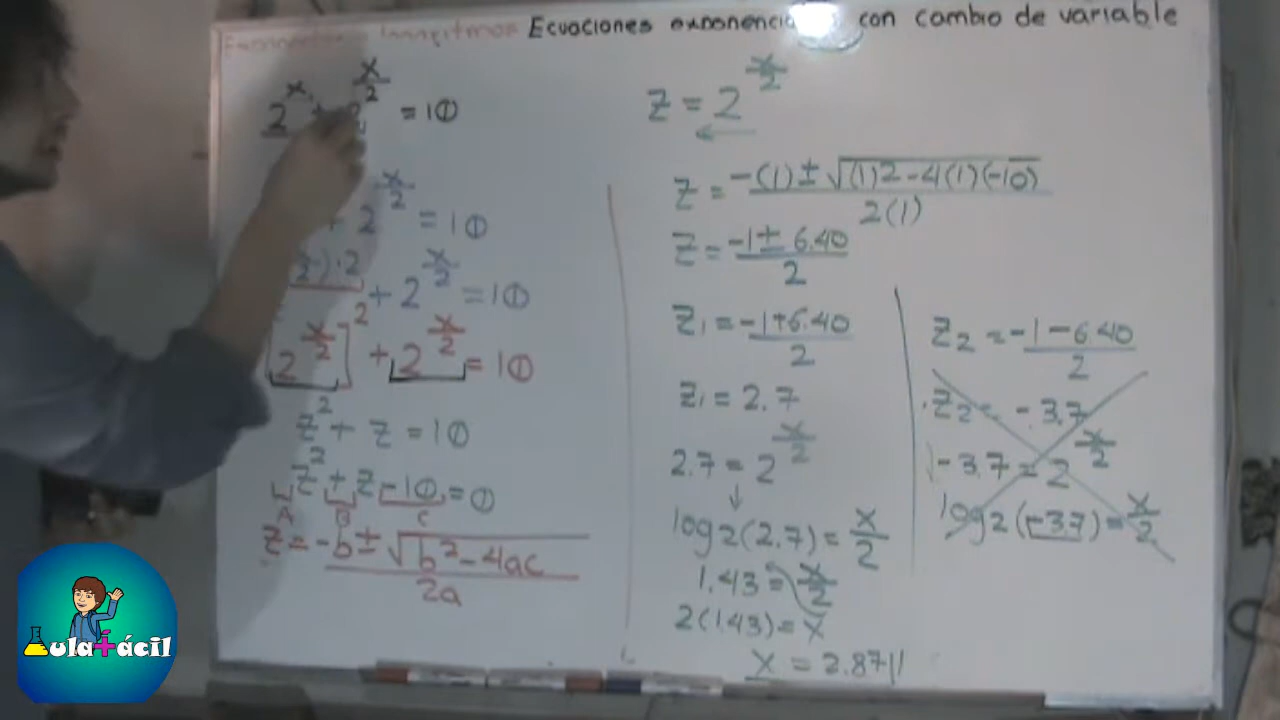 Ecuaciones exponenciales con cambio de variable
2^x + 2^(x/2) = 10
+ 2^(x/2) = 10
+ 2^(x/2) = 10
[2^(x/2)]^2 + 2^(x/2) = 10
z^2 + z = 10
z^2 + z - 10 = 0
A B C
z = -b ± √(b^2 - 4ac)
2a
z = 2^(x/2)
z = -(1) ± √((1)2 - 4(1)(-10))
2(1)
z = -1 ± 6.40
2
z1 = -1 + 6.40
2
z1 = 2.7
2.7 = 2^(x/2)
log2(2.7) = x/2
1.43 = x/2
2(1.43) = x
x = 2.87//
z2 = -1 - 6.40
2
z2 = -3.7
-3.7 = 2^(x/2)
log2(-3.7) = x/2
Aulafácil